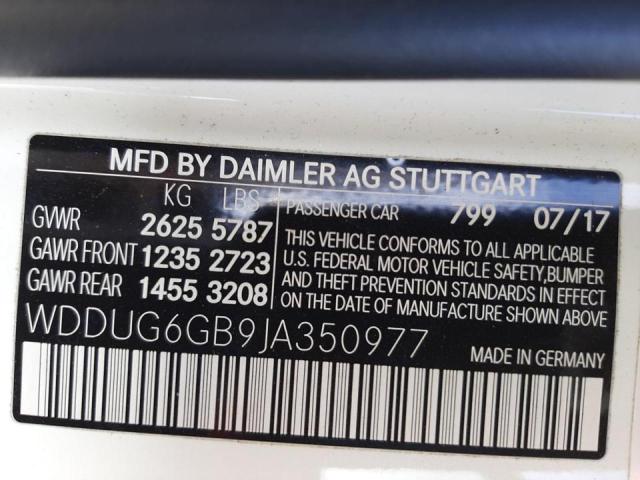 MFD BY DAIMLER AG STUTTGART
KG LBS
GVWR 2625 5787
GAWR FRONT 1235 2723
GAWR REAR 1455 3208
PASSENGER CAR 799 07/17
THIS VEHICLE CONFORMS TO ALL APPLICABLE
U.S. FEDERAL MOTOR VEHICLE SAFETY,BUMPER
AND THEFT PREVENTION STANDARDS IN EFFECT
ON THE DATE OF MANUFACTURE SHOWN ABOVE
WDDUG6GB9JA350977
MADE IN GERMANY